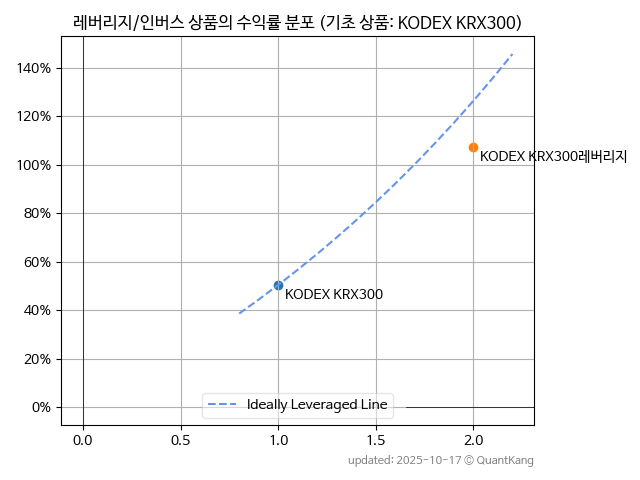 레버리지/인버스 상품의 수익률 분포 (기초 상품: KODEX KRX300)
140%
120%
100%
80%
60%
40%
20%
0%
KODEX KRX300레버리지
KODEX KRX300
Ideally Leveraged Line
0.0 0.5 1.0 1.5 2.0
updated: 2025-10-17 © QuantKang